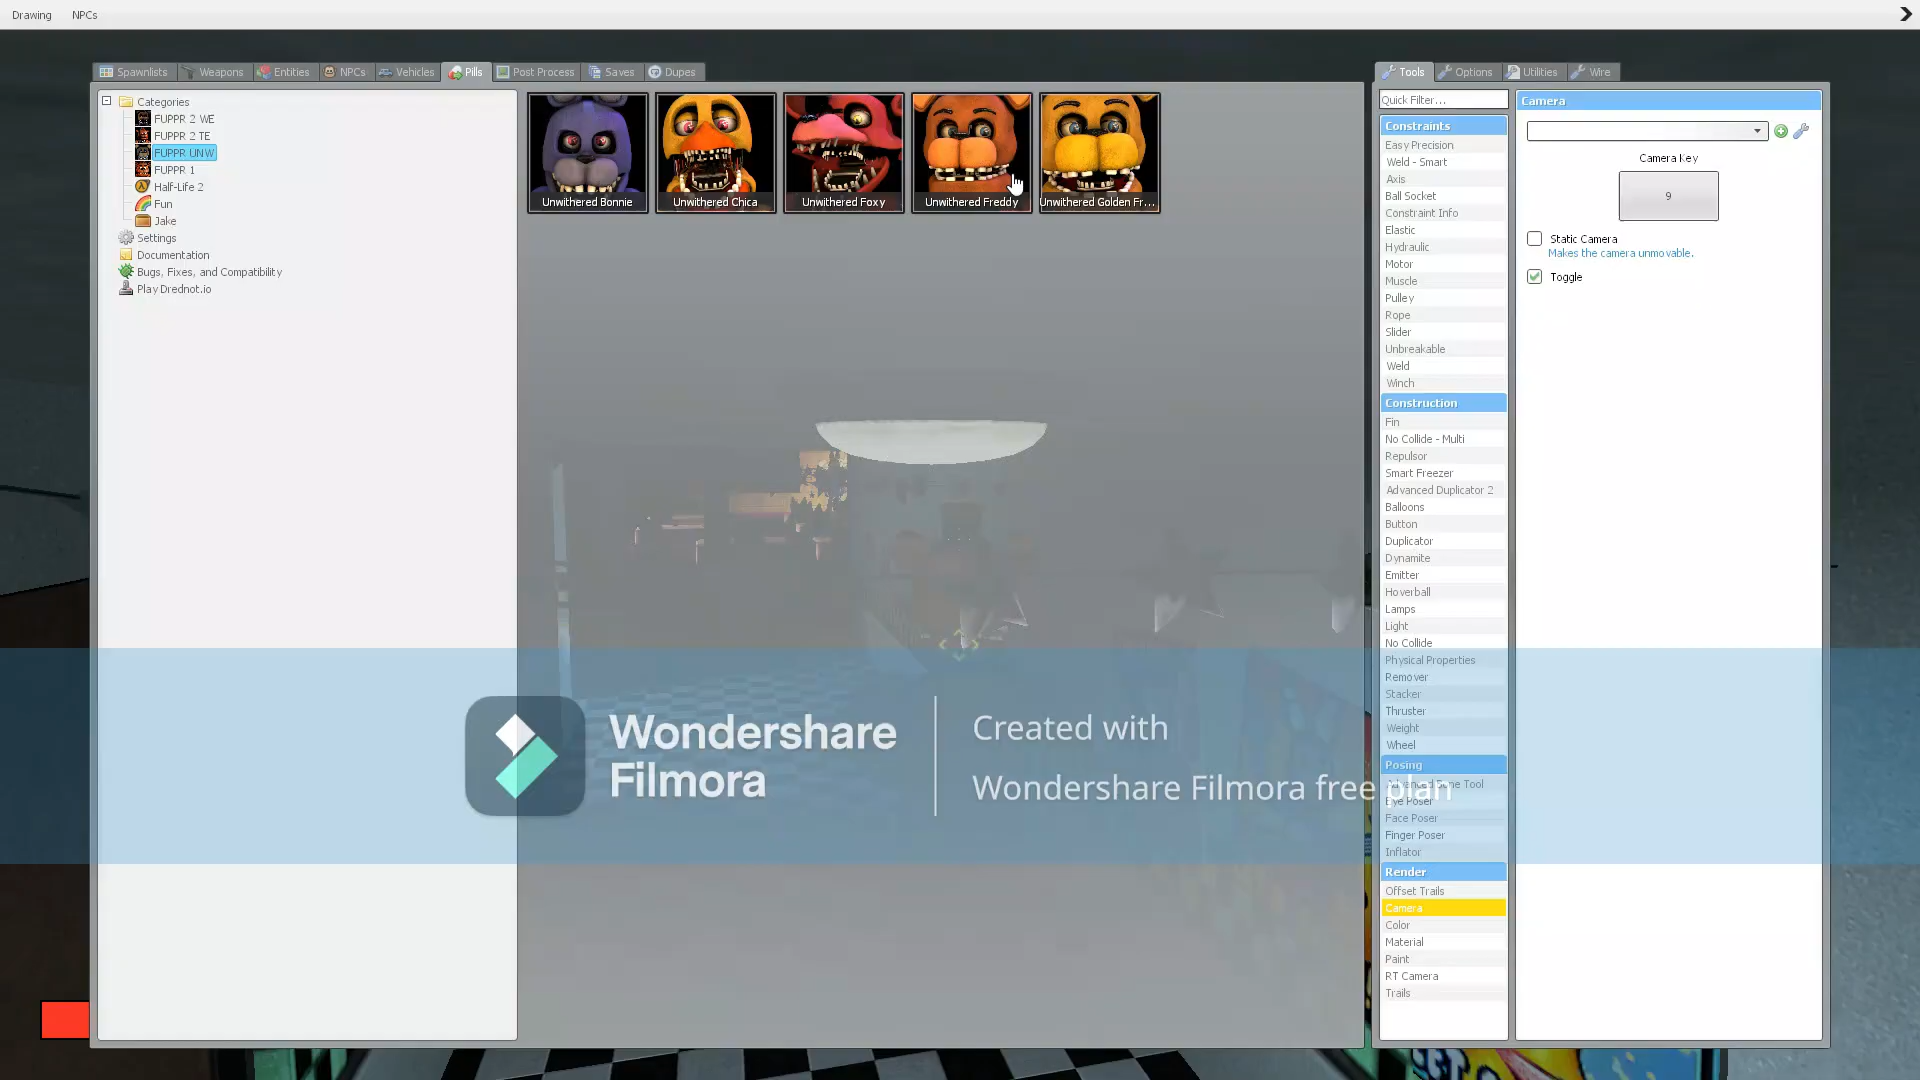 Drawing NPCs
Spawnlists Weapons Entities NPCs Vehicles Pills Post Process Saves Dupes
Categories
FUPPR 2 WE
FUPPR 2 TE
FUPPR UNW
FUPPR 1
Half-Life 2
Fun
Jake
Settings
Documentation
Bugs, Fixes, and Compatibility
Play Drednot.io
Unwithered Bonnie
Unwithered Chica
Unwithered Foxy
Unwithered Freddy
Unwithered Golden Fr...
Tools Options Utilities Wire
Quick Filter...
Constraints
Easy Precision
Weld - Smart
Axis
Ball Socket
Constraint Info
Elastic
Hydraulic
Motor
Muscle
Pulley
Rope
Slider
Unbreakable
Weld
Winch
Construction
Fin
No Collide - Multi
Repulsor
Smart Freezer
Advanced Duplicator 2
Balloons
Button
Duplicator
Dynamite
Emitter
Hoverball
Lamps
Light
No Collide
Physical Properties
Remover
Stacker
Thruster
Weight
Wheel
Posing
Advanced Bone Tool
Eye Poser
Face Poser
Finger Poser
Inflator
Render
Offset Trails
Camera
Color
Material
Paint
RT Camera
Trails
Camera
Camera Key
9
Static Camera
Makes the camera unmovable.
Toggle
Wondershare
Filmora
Created with
Wondershare Filmora free plan